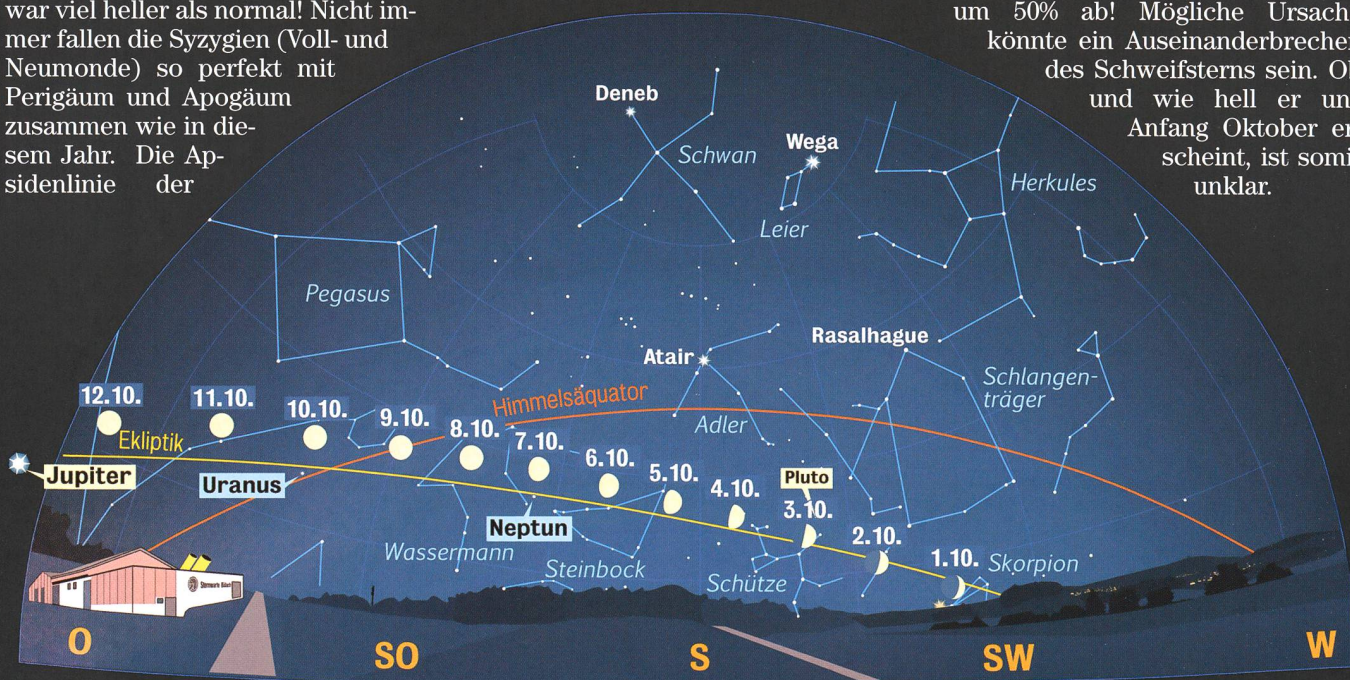 war viel heller als normal! Nicht im-
mer fallen die Syzygien (Voll- und
Neumonde) so perfekt mit
Perigäum und Apogäum
zusammen wie in die-
sem Jahr. Die Ap-
sidenlinie der
um 50% ab! Mögliche Ursach
könnte ein Auseinanderbreche
des Schweifsterns sein. O
und wie hell er un
Anfang Oktober er
scheint, ist somi
unklar.
Deneb
Schwan
Wega
Leier
Herkules
Pegasus
Atair
Rasalhague
Schlangen-
träger
Himmelsäquator
Adler
12.10.
11.10.
10.10.
9.10.
8.10.
7.10.
6.10.
5.10.
4.10.
Pluto
3.10.
2.10.
1.10.
Ekliptik
Jupiter
Uranus
Neptun
Wassermann
Steinbock
Schütze
Skorpion
O
SO
S
SW
W